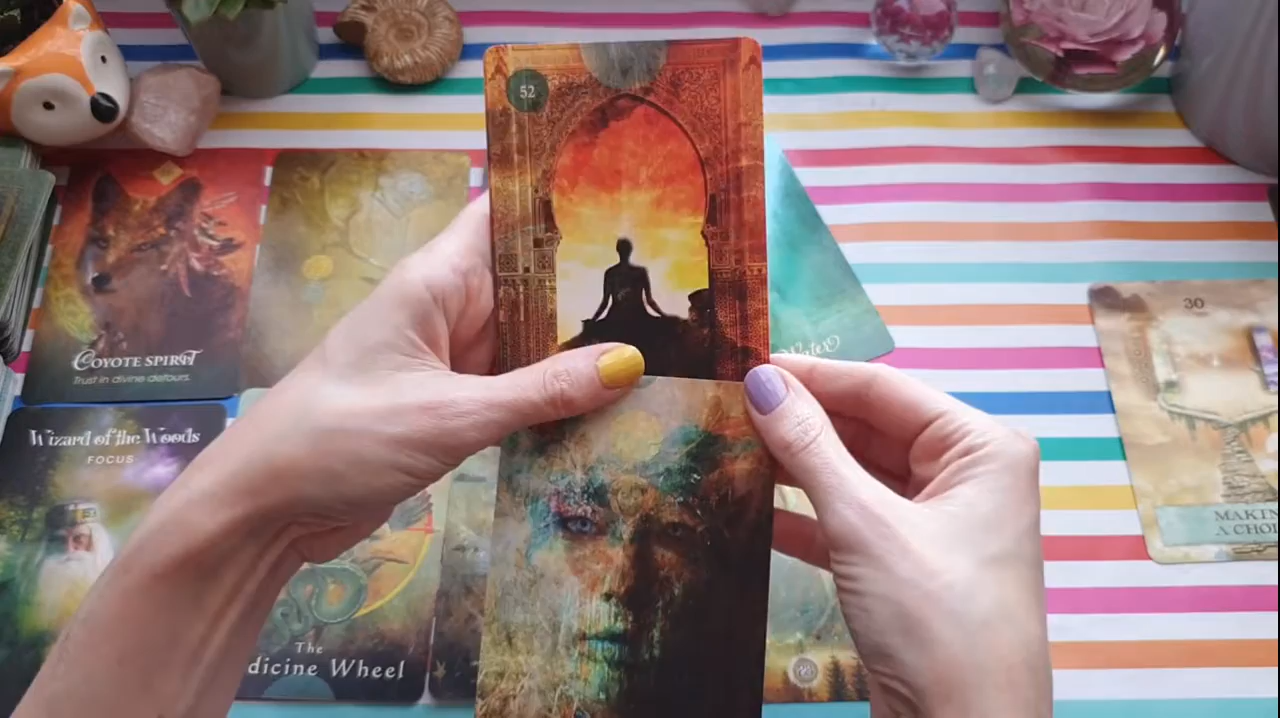 52
COYOTE SPIRIT
Trust in divine detours.
30
Wizard of the Woods
FOCUS
The
dicine Wheel
MAKIN
A CHO